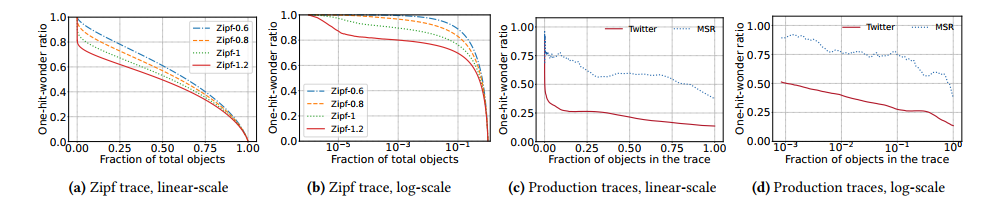 One-hit-wonder ratio
1.0
0.8
0.6
0.4
0.2
0.0
0.00 0.25 0.50 0.75 1.00
Fraction of total objects
Zipf-0.6
Zipf-0.8
Zipf-1
Zipf-1.2
(a) Zipf trace, linear-scale
One-hit-wonder ratio
1.0
0.8
0.6
0.4
0.2
0.0
10⁻⁵ 10⁻³ 10⁻¹
Fraction of total objects
Zipf-0.6
Zipf-0.8
Zipf-1
Zipf-1.2
(b) Zipf trace, log-scale
One-hit-wonder ratio
1.00
0.75
0.50
0.25
0.00
0.00 0.25 0.50 0.75 1.00
Fraction of objects in the trace
Twitter MSR
(c) Production traces, linear-scale
One-hit-wonder ratio
1.00
0.75
0.50
0.25
0.00
10⁻³ 10⁻² 10⁻¹ 10⁰
Fraction of objects in the trace
Twitter MSR
(d) Production traces, log-scale